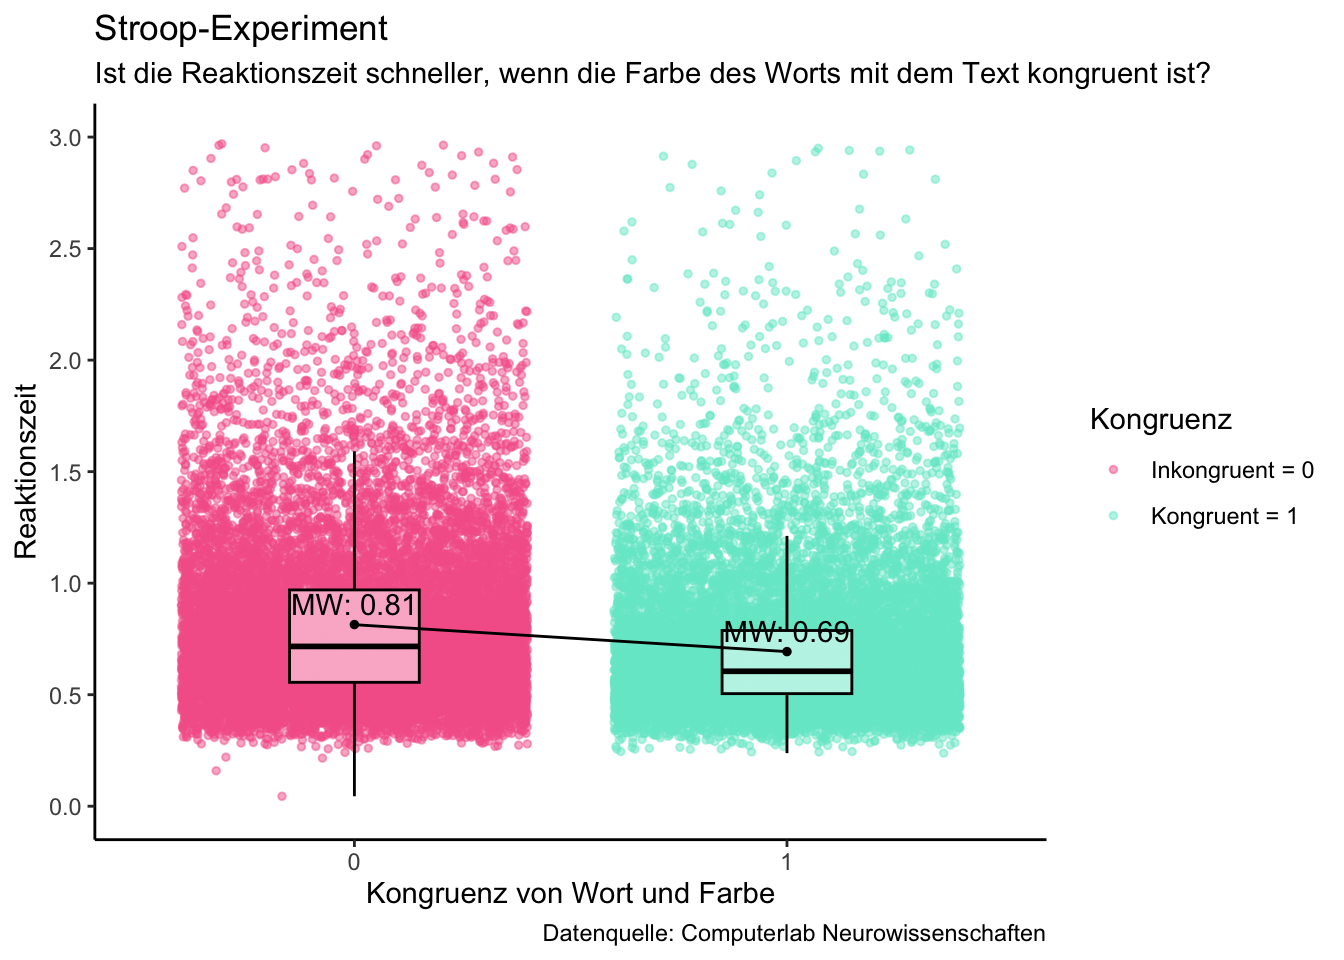 Stroop-Experiment
Ist die Reaktionszeit schneller, wenn die Farbe des Worts mit dem Text kongruent ist?
Reaktionszeit
3.0
2.5
2.0
1.5
1.0
0.5
0.0
MW: 0.81
MW: 0.69
0
1
Kongruenz von Wort und Farbe
Datenquelle: Computerlab Neurowissenschaften
Kongruenz
Inkongruent = 0
Kongruent = 1